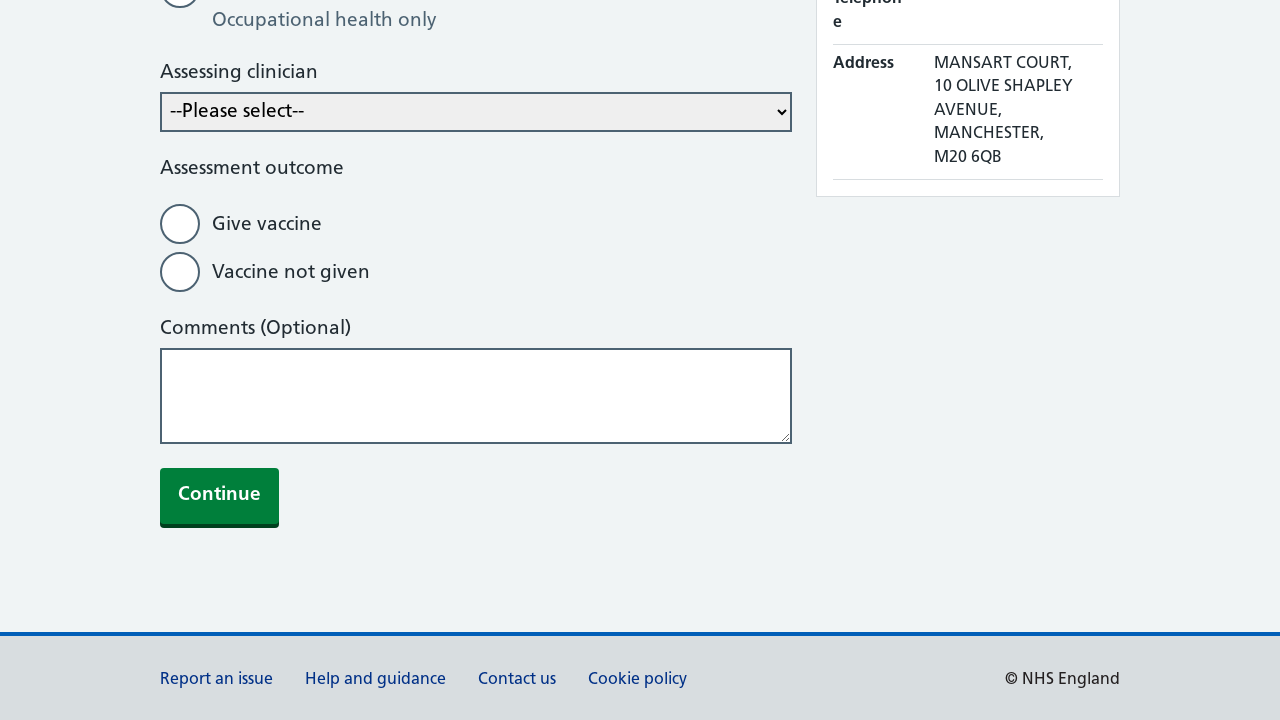 Occupational health only
Assessing clinician
--Please select--
Assessment outcome
Give vaccine
Vaccine not given
Comments (Optional)
Continue
e
Address
MANSART COURT,
10 OLIVE SHAPLEY
AVENUE,
MANCHESTER,
M20 6QB
Report an issue
Help and guidance
Contact us
Cookie policy
© NHS England